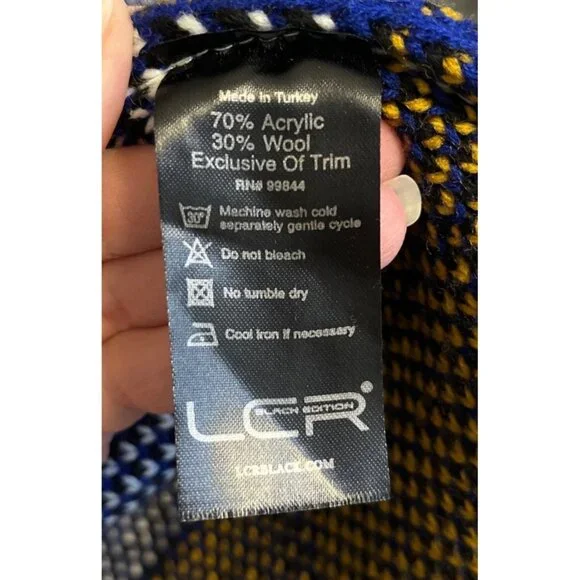 Made in Turkey
70% Acrylic
30% Wool
Exclusive Of Trim
RN# 99844
30°
Machine wash cold
separately gentle cycle
Do not bleach
No tumble dry
Cool Iron if necessary
LCR®
BLACK EDITION
LCRBLACK.COM